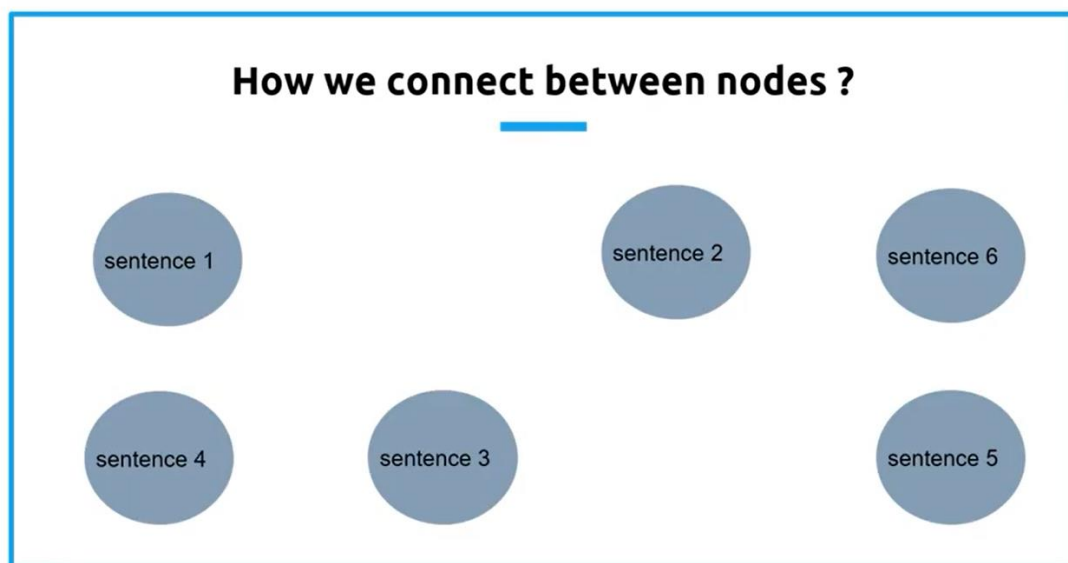 How we connect between nodes ?
sentence 1
sentence 2
sentence 6
sentence 4
sentence 3
sentence 5